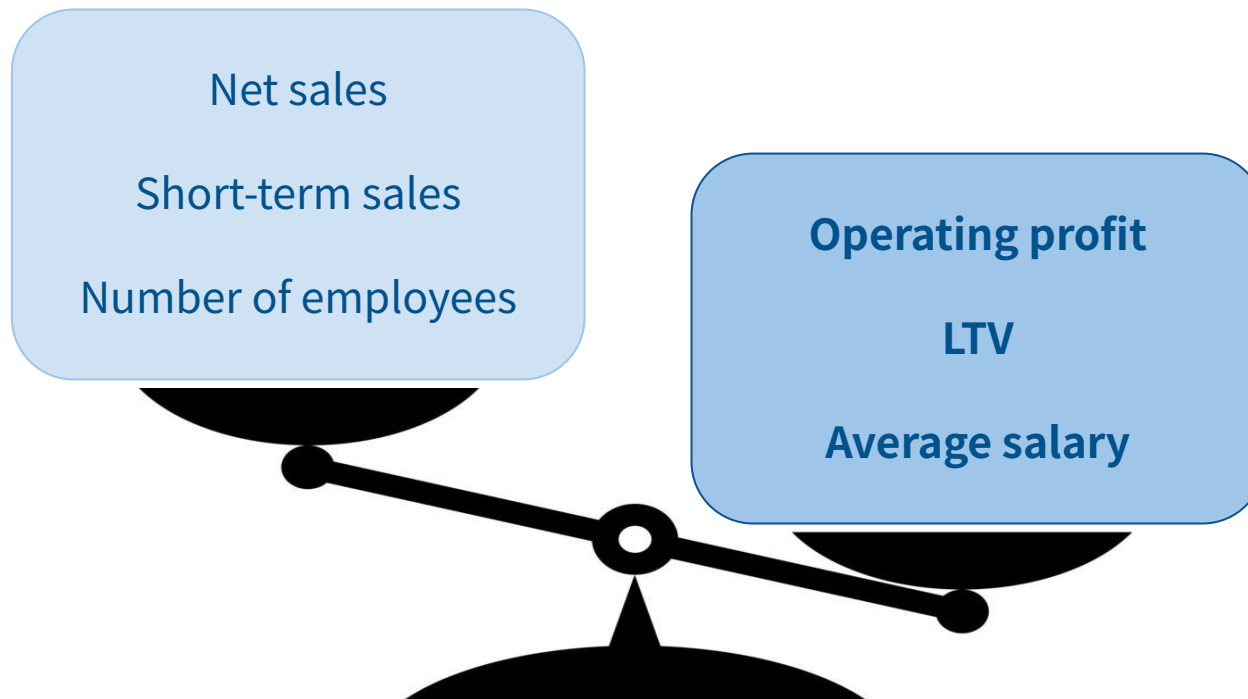 Net sales
Short-term sales
Number of employees
Operating profit
LTV
Average salary